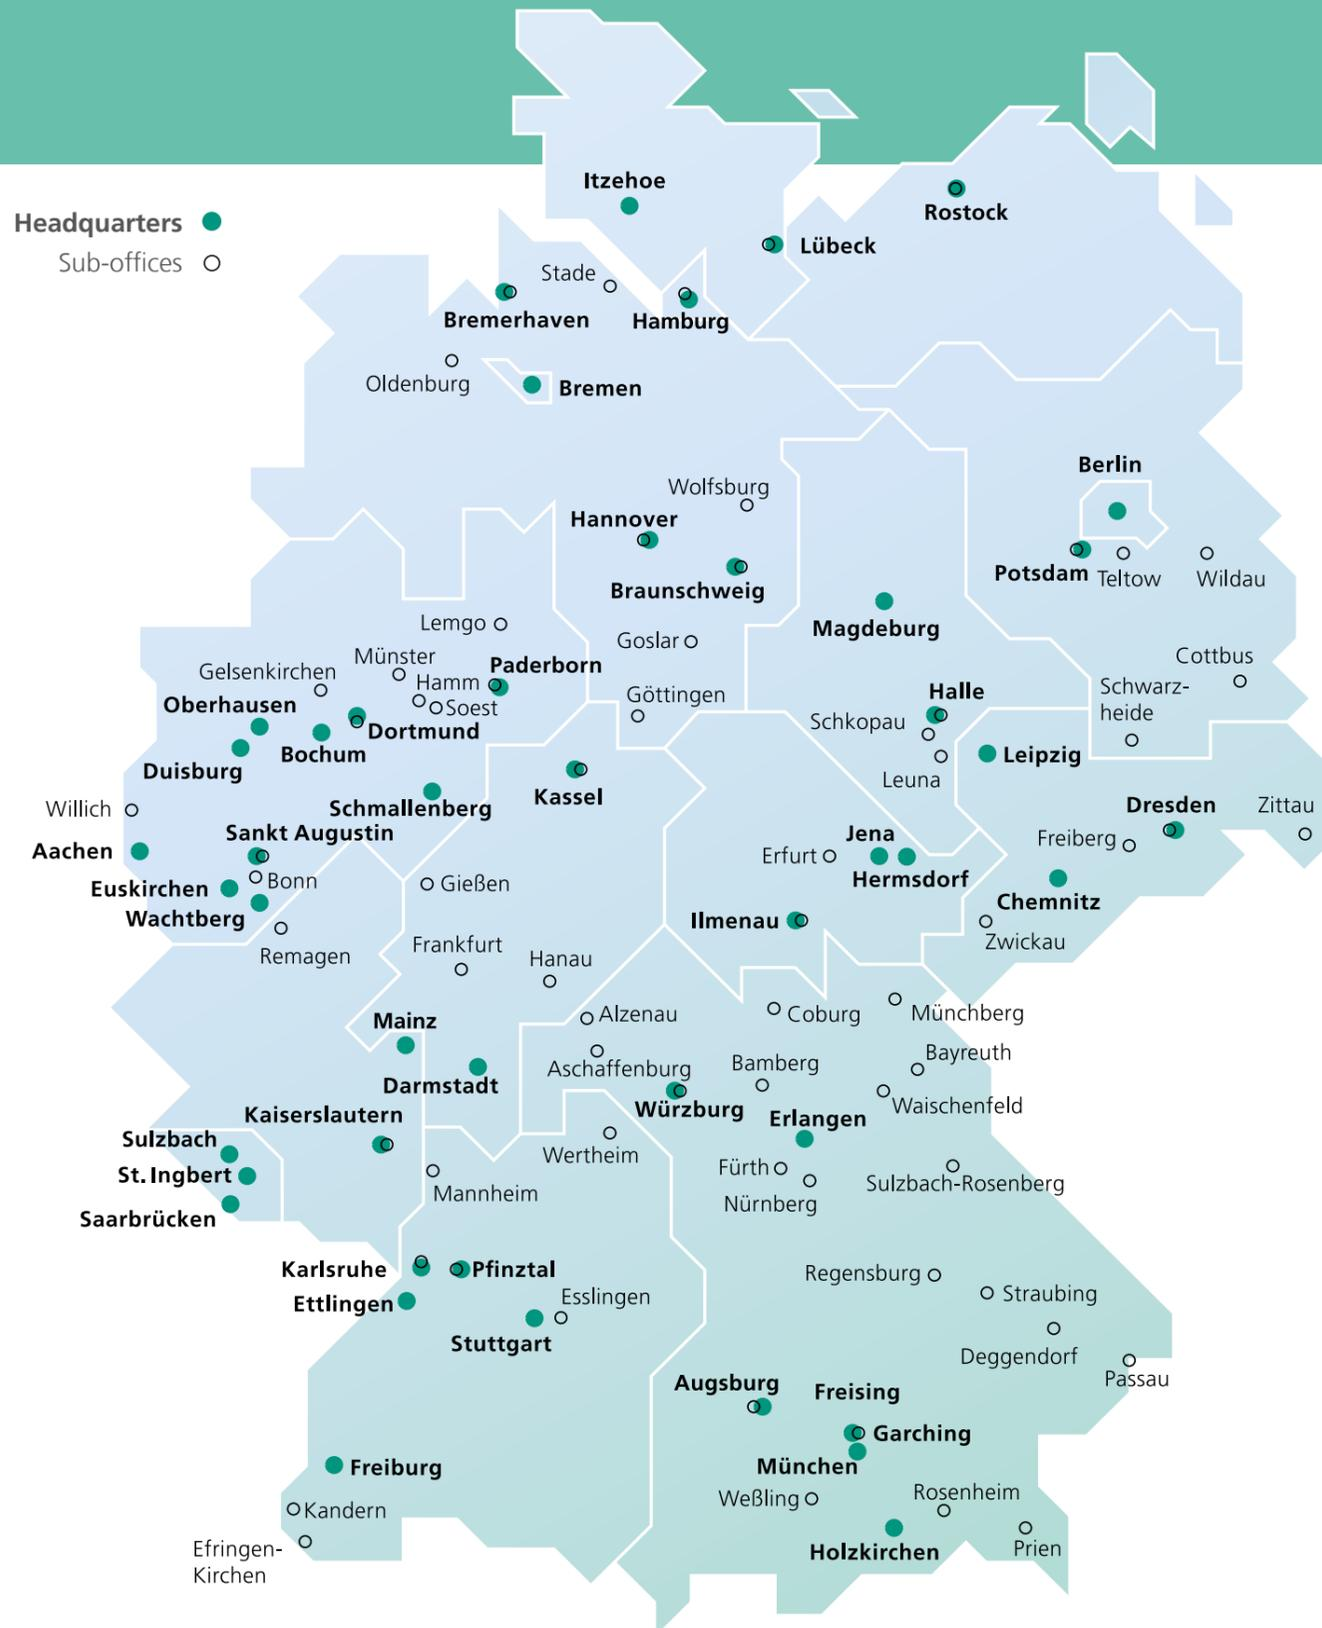 Itzehoe
Rostock
Headquarters
Lübeck
Sub-offices
Stade
Bremerhaven
Hamburg
Oldenburg
Bremen
Berlin
Wolfsburg
Hannover
Potsdam
Teltow
Wildau
Braunschweig
Magdeburg
Lemgo
Goslar
Münster
Cottbus
Gelsenkirchen
Paderborn
Hamm
Schwarz-
heide
Göttingen
Halle
Oberhausen
Soest
Schkopau
Dortmund
Bochum
Leipzig
Duisburg
Leuna
Kassel
Schmallenberg
Willich
Dresden
Zittau
Sankt Augustin
Jena
Freiberg
Aachen
Erfurt
Bonn
Gießen
Hermsdorf
Euskirchen
Chemnitz
Wachtberg
Ilmenau
Zwickau
Frankfurt
Remagen
Hanau
Mainz
Alzenau
Coburg
Münchberg
Bayreuth
Aschaffenburg
Bamberg
Darmstadt
Würzburg
Waischenfeld
Kaiserslautern
Erlangen
Sulzbach
Wertheim
Fürth
St. Ingbert
Sulzbach-Rosenberg
Mannheim
Nürnberg
Saarbrücken
Karlsruhe
Pfinztal
Regensburg
Straubing
Ettlingen
Esslingen
Stuttgart
Deggendorf
Passau
Augsburg
Freising
Garching
München
Freiburg
Weßling
Rosenheim
Kandern
Efringen-
Kirchen
Holzkirchen
Prien